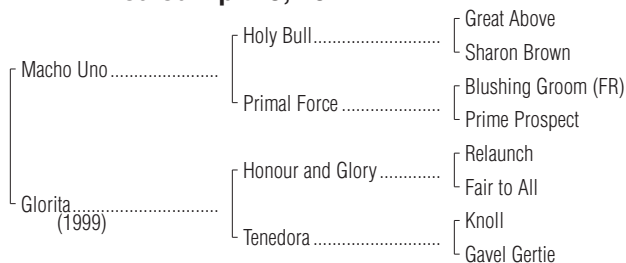 Great Above
Holy Bull
Sharon Brown
Macho Uno
Blushing Groom (FR)
Primal Force
Prime Prospect
Relaunch
Honour and Glory
Fair to All
Glorita
(1999)
Knoll
Tenedora
Gavel Gertie